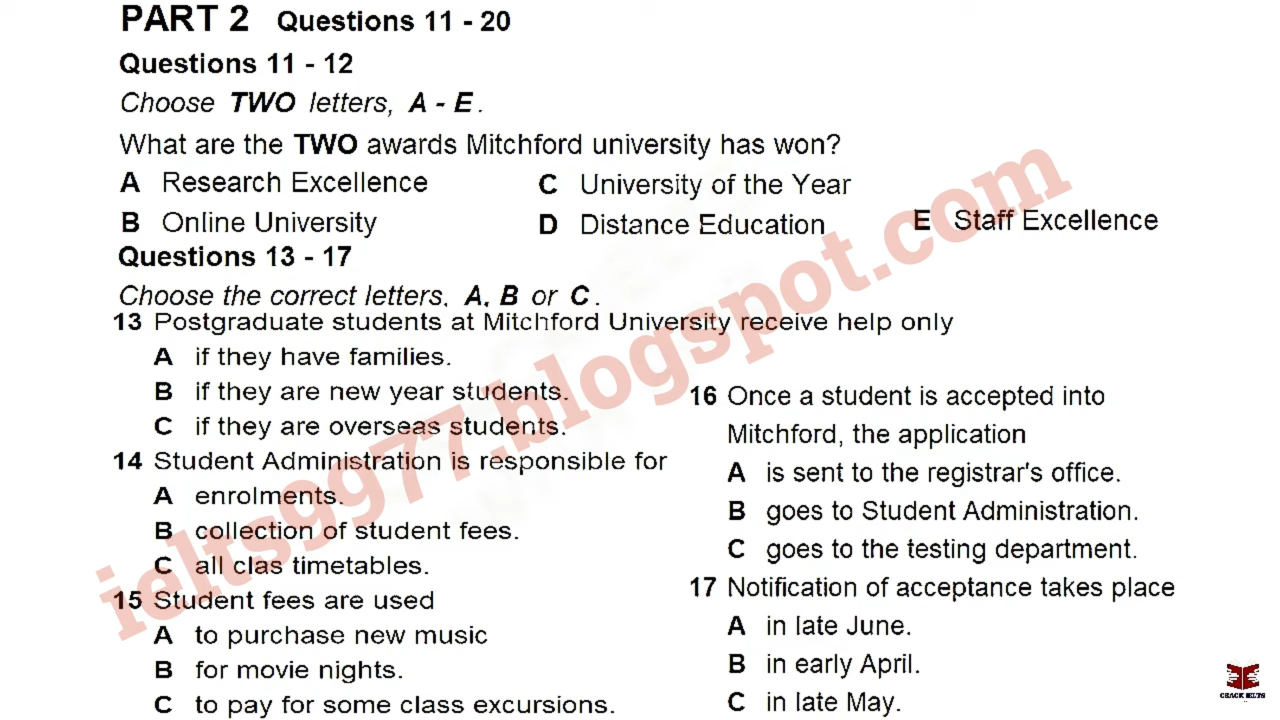 PART 2 Questions 11 - 20
Questions 11 - 12
Choose TWO letters, A - E.
What are the TWO awards Mitchford university has won?
A Research Excellence
B Online University
C University of the Year
D Distance Education
E Staff Excellence
Questions 13 - 17
Choose the correct letters, A, B or C.
13 Postgraduate students at Mitchford University receive help only
A if they have families.
B if they are new year students.
C if they are overseas students.
14 Student Administration is responsible for
A enrolments.
B collection of student fees.
C all clas timetables.
15 Student fees are used
A to purchase new music
B for movie nights.
C to pay for some class excursions.
16 Once a student is accepted into
Mitchford, the application
A is sent to the registrar's office.
B goes to Student Administration.
C goes to the testing department.
17 Notification of acceptance takes place
A in late June.
B in early April.
C in late May.
ielts9977.blogspot.com
CRACK IELTS